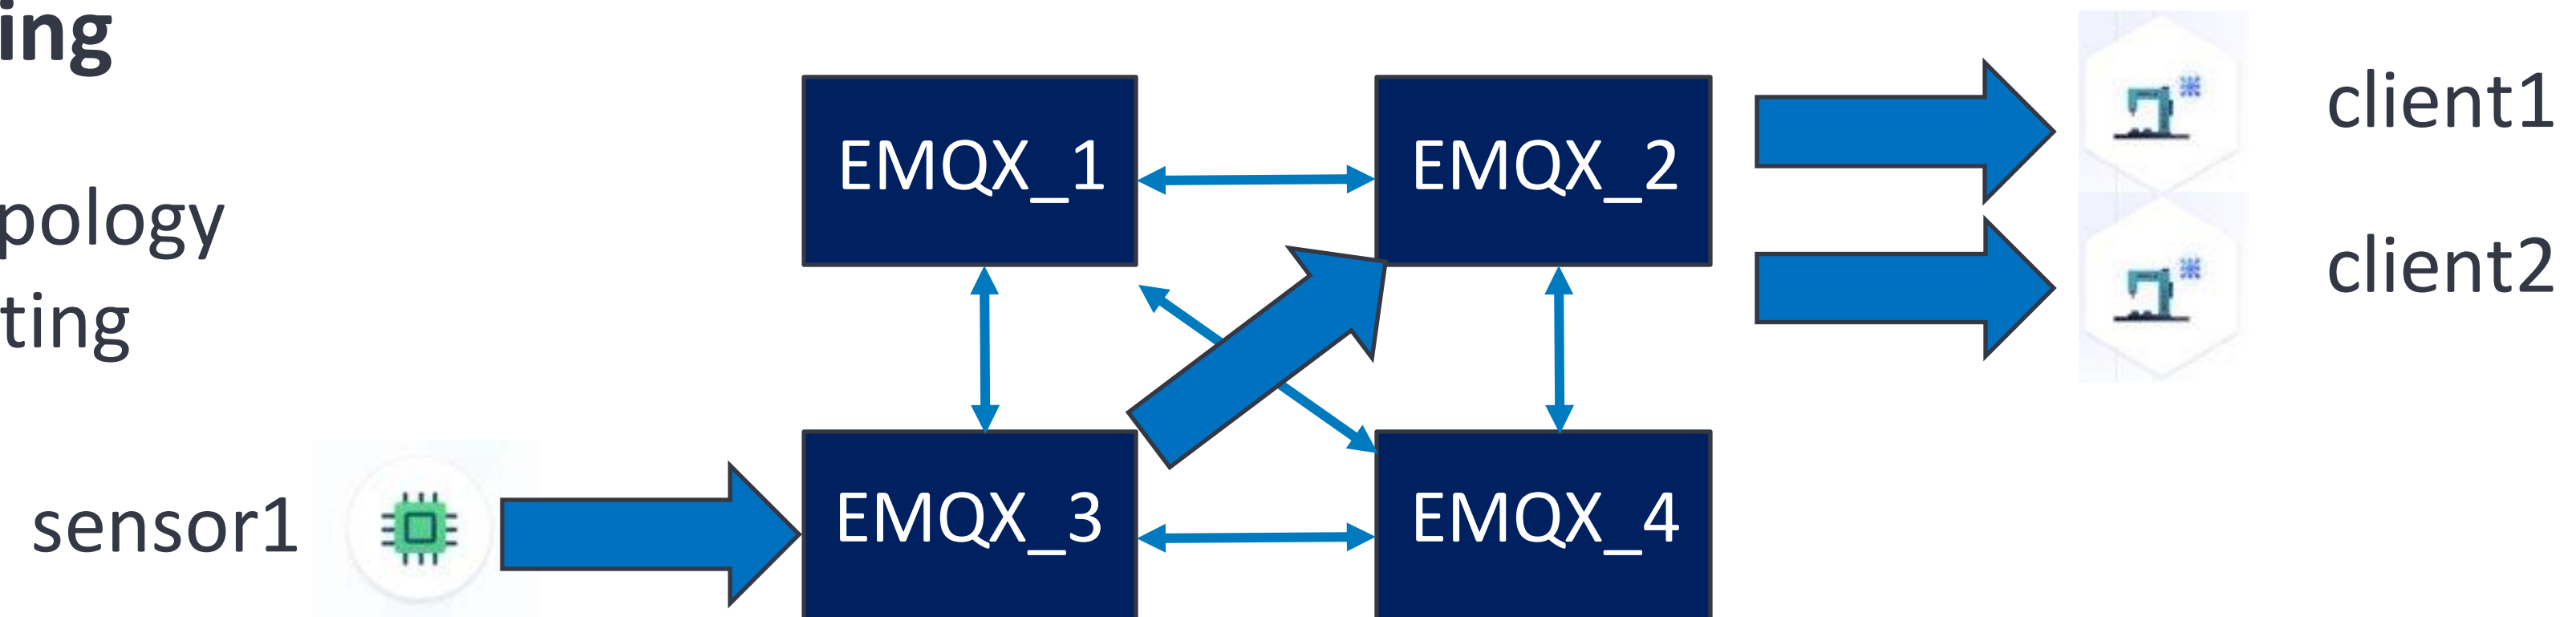 ing
pology
ting
EMQX_1
EMQX_2
client1
client2
sensor1
EMQX_3
EMQX_4